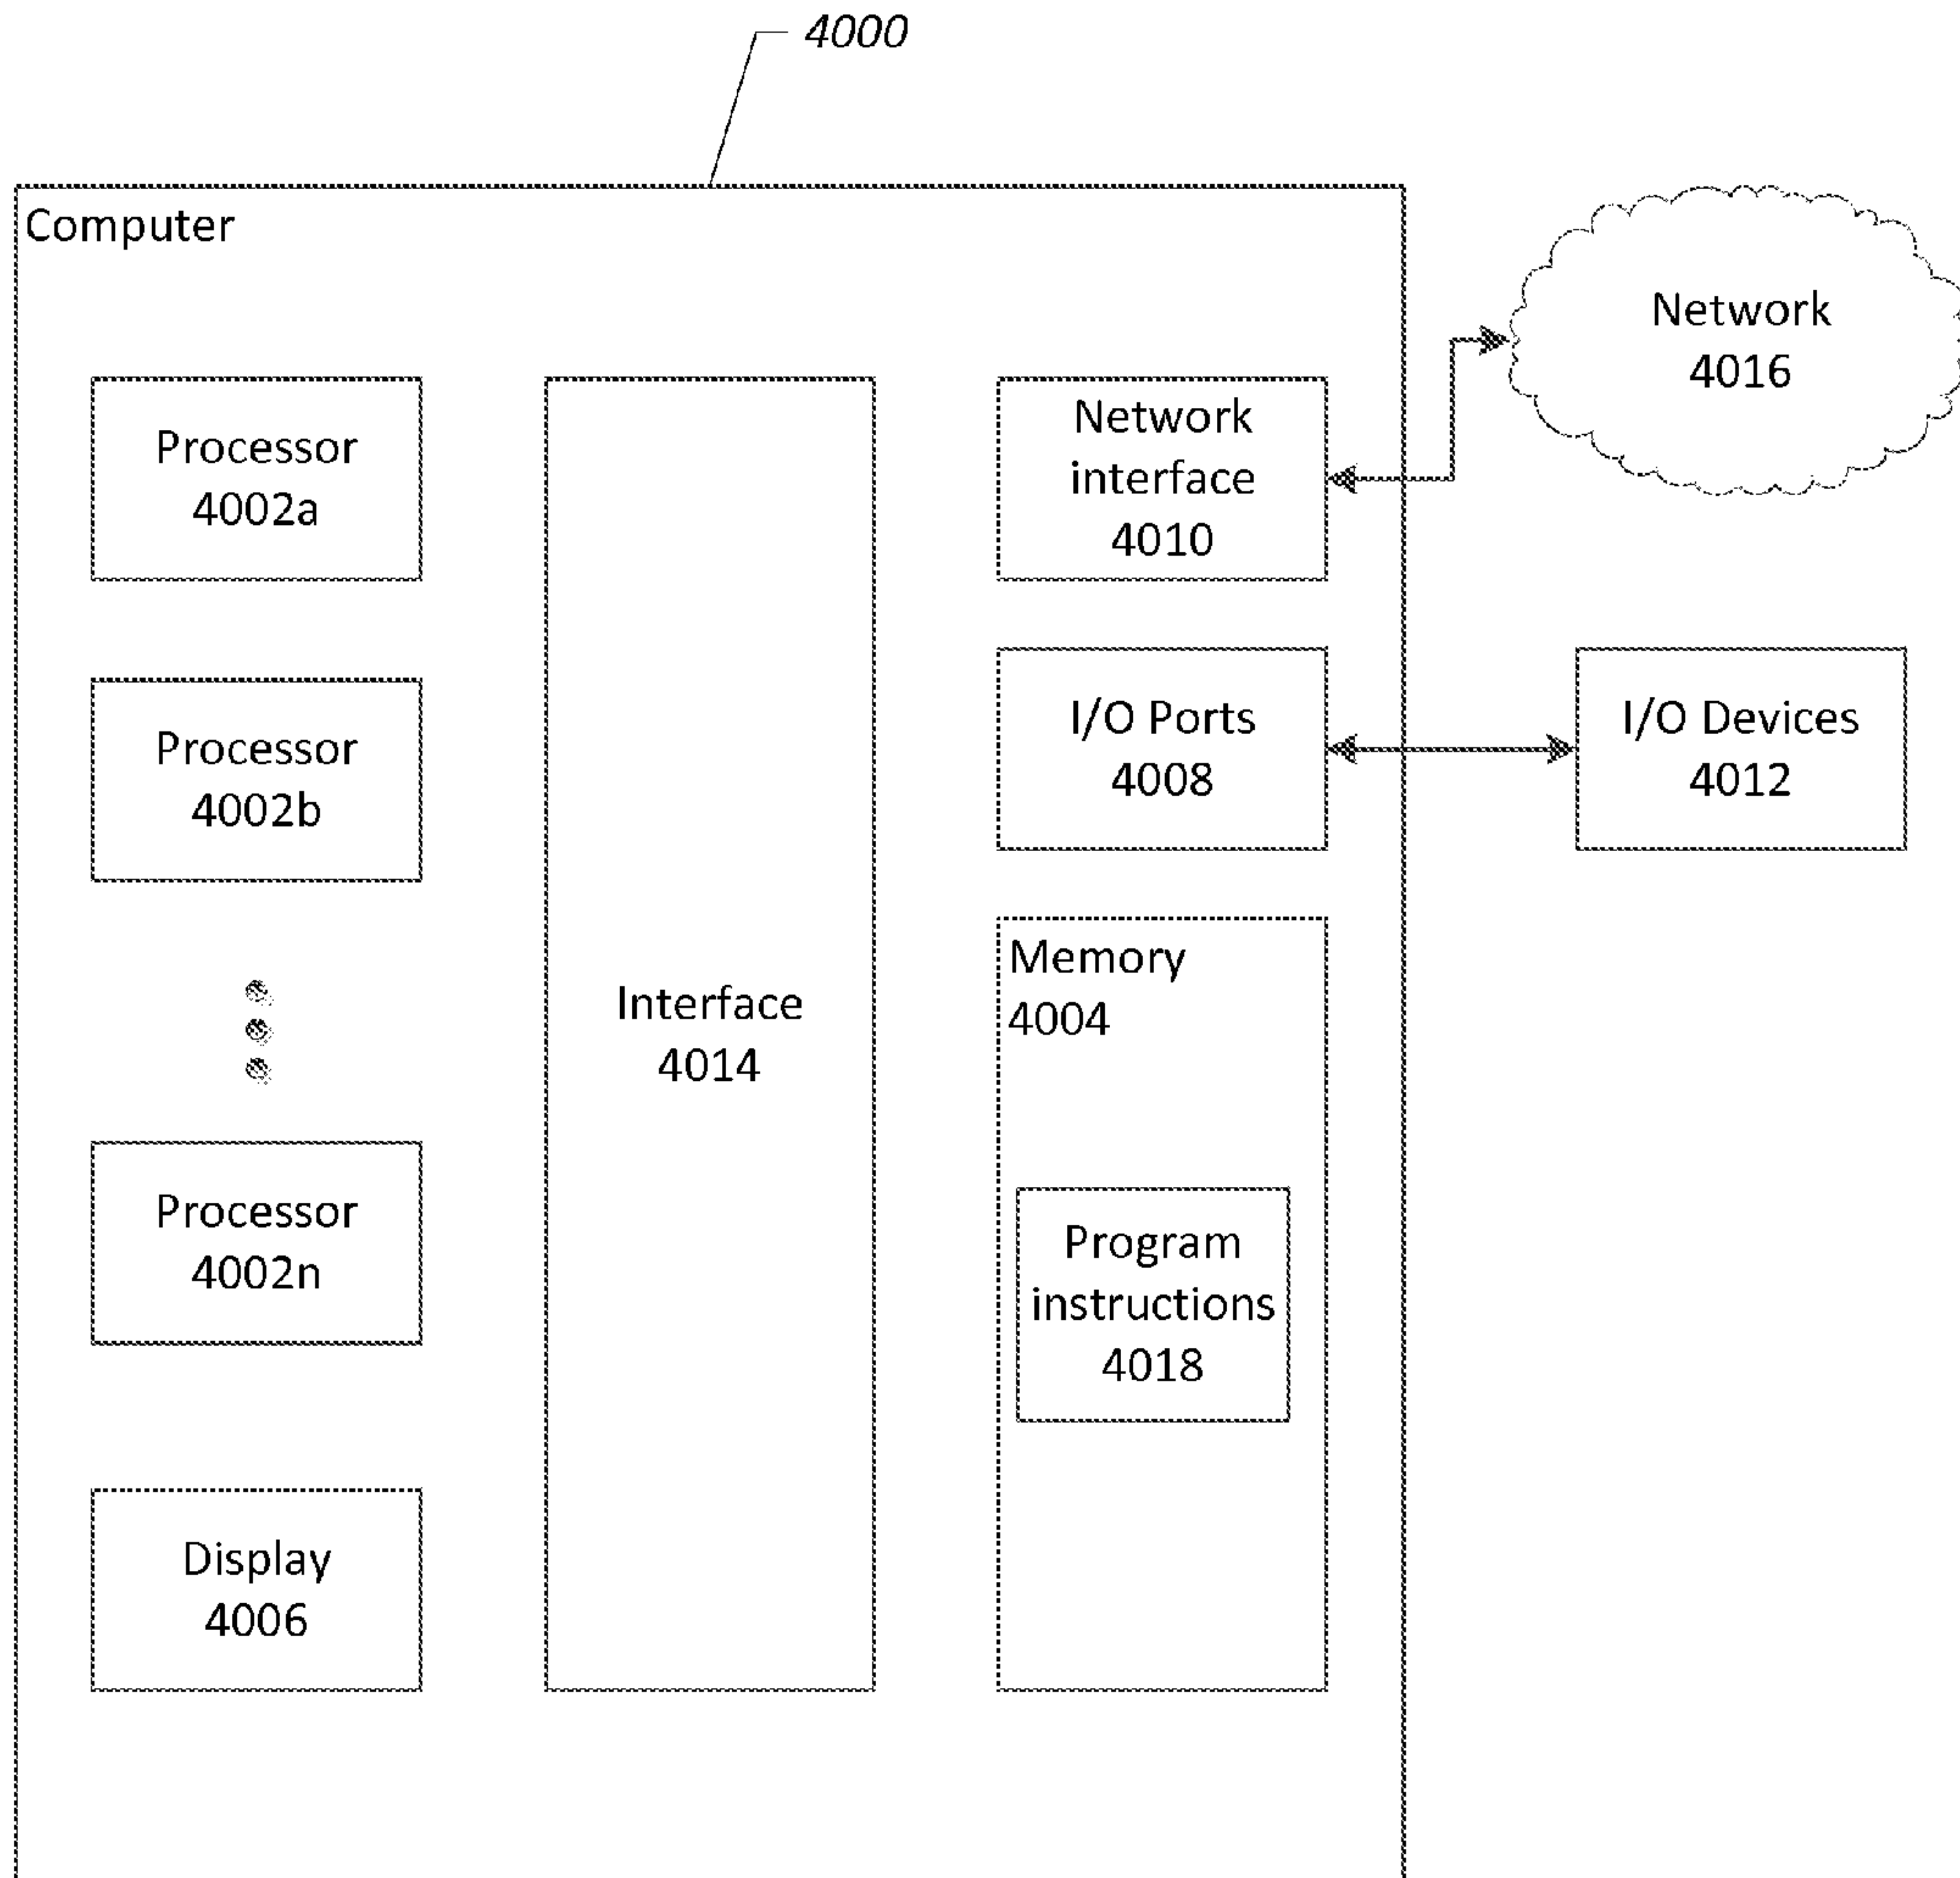 4000
Computer
Network
4016
Processor
4002a
Network
interface
4010
Processor
4002b
I/O Ports
4008
I/O Devices
4012
Interface
4014
Memory
4004
Processor
4002n
Program
instructions
4018
Display
4006